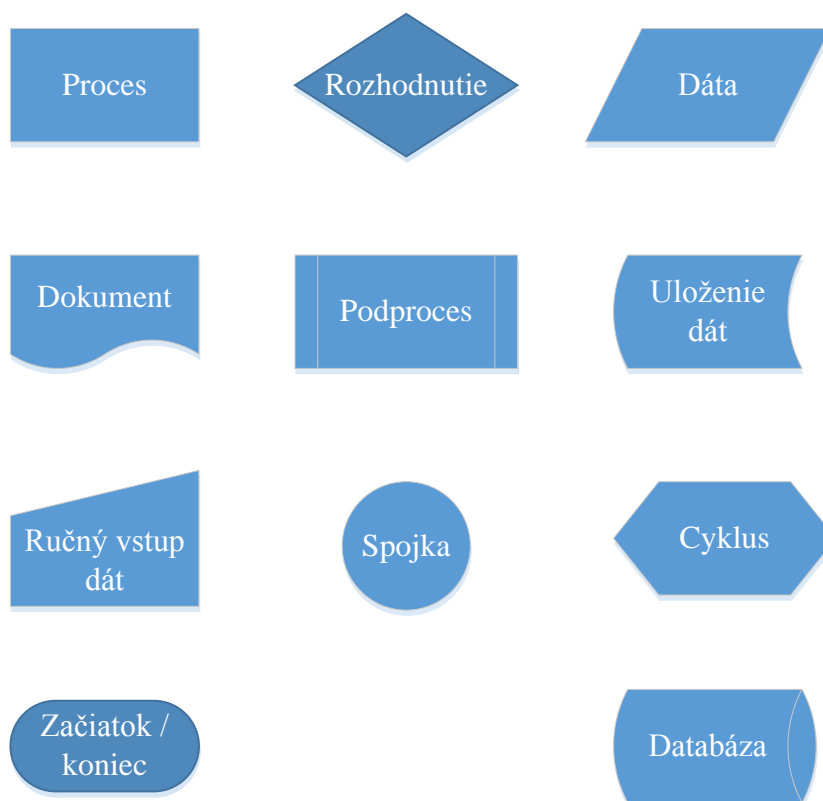 Proces
Rozhodnutie
Dáta
Dokument
Podproces
Uloženie
dát
Ručný vstup
dát
Spojka
Cyklus
Začiatok /
koniec
Databáza